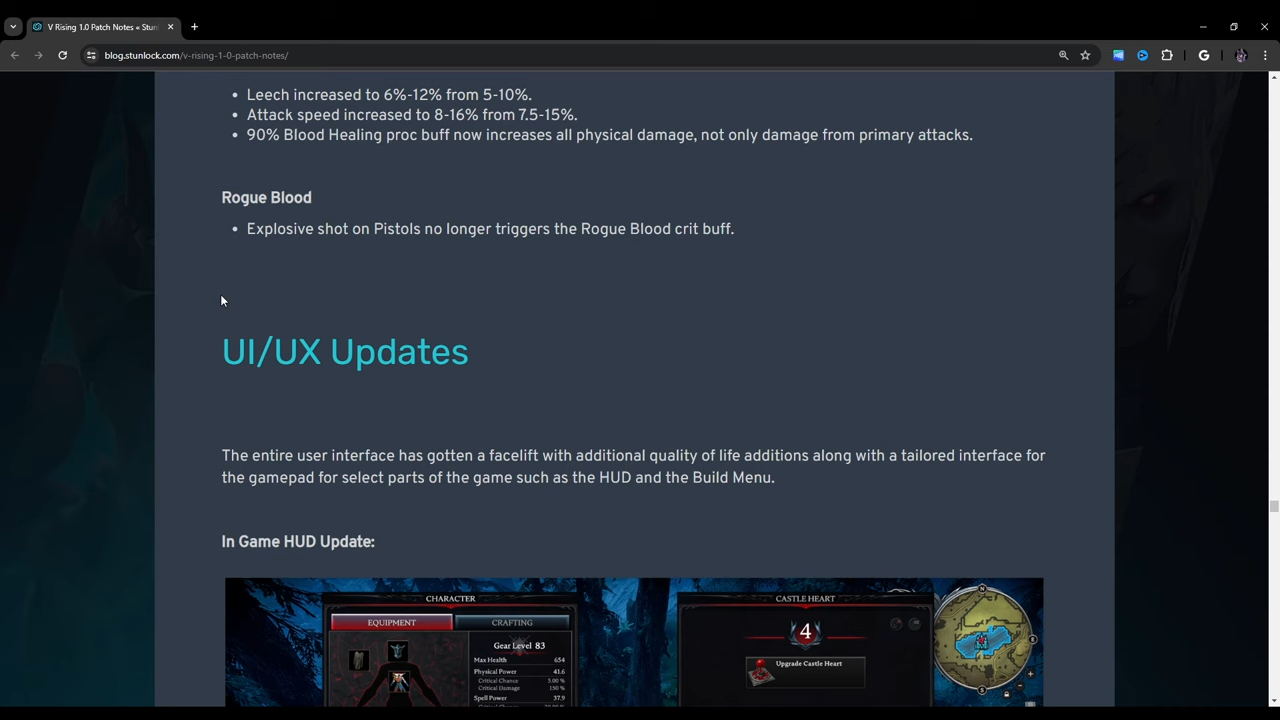 V Rising 1.0 Patch Notes « Stunl
blog.stunlock.com/v-rising-1-0-patch-notes/
Leech increased to 6%-12% from 5-10%.
Attack speed increased to 8-16% from 7.5-15%.
90% Blood Healing proc buff now increases all physical damage, not only damage from primary attacks.
Rogue Blood
Explosive shot on Pistols no longer triggers the Rogue Blood crit buff.
UI/UX Updates
The entire user interface has gotten a facelift with additional quality of life additions along with a tailored interface for
the gamepad for select parts of the game such as the HUD and the Build Menu.
In Game HUD Update:
CHARACTER
EQUIPMENT CRAFTING
Gear Level 83
Max Health 654
Physical Power 41.6
Critical Chance 5.00 %
Critical Damage 150 %
Spell Power 37.9
CASTLE HEART
4
Upgrade Castle Heart
N
E
S